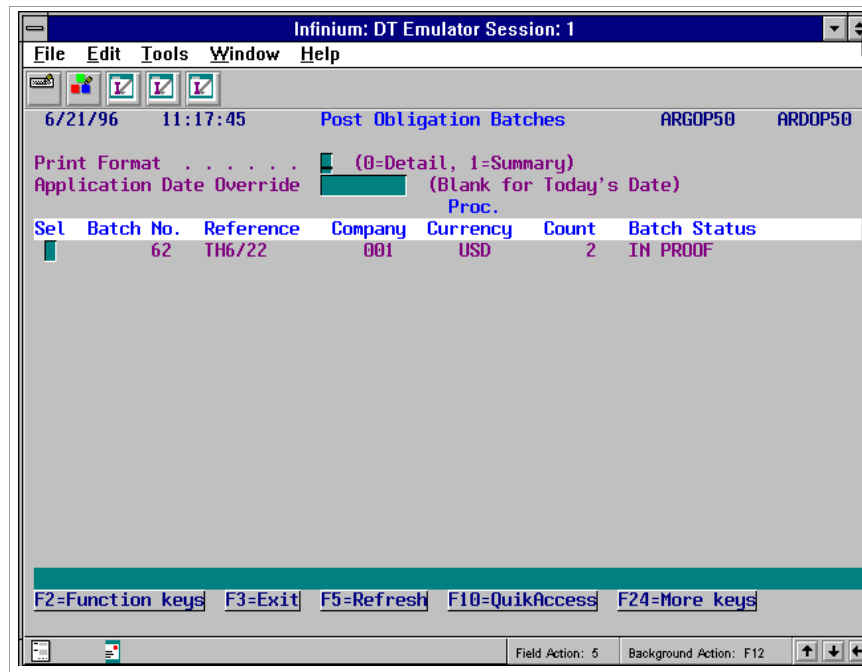 Infinium: DT Emulator Session: 1
File Edit Tools Window Help
6/21/96 11:17:45 Post Obligation Batches ARGOP50 ARDOP50
Print Format . . . . . . (0=Detail, 1=Summary)
Application Date Override (Blank for Today's Date)
Proc.
Sel Batch No. Reference Company Currency Count Batch Status
62 TH6/22 001 USD 2 IN PROOF
F2=Function keys F3=Exit F5=Refresh F10=QuikAccess F24=More keys
Field Action: 5 Background Action: F12